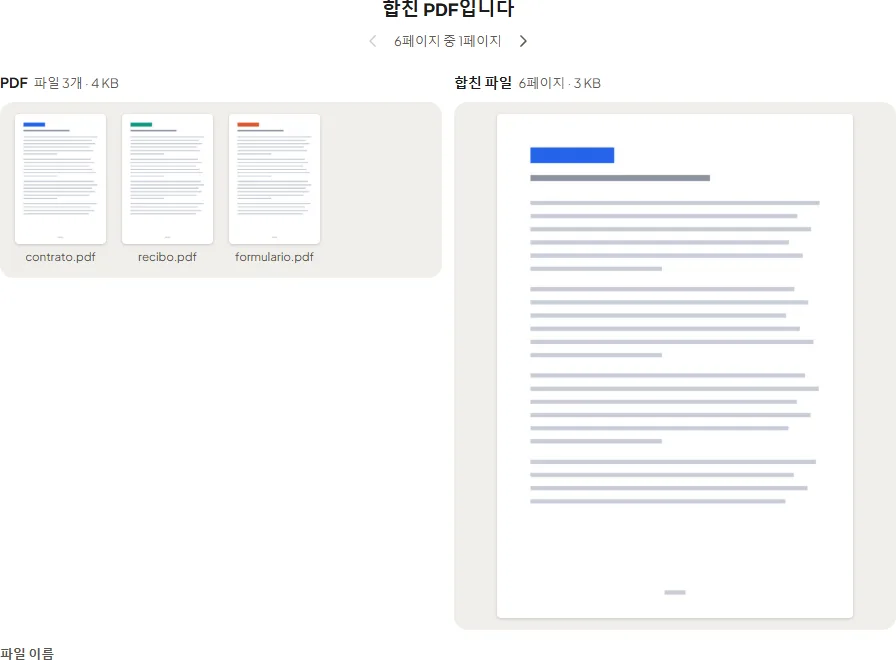 합친 PDF입니다
6페이지 중 1페이지
PDF 파일 3개 · 4 KB
contrato.pdf
recibo.pdf
formulario.pdf
합친 파일 6페이지 · 3 KB
파일 이름